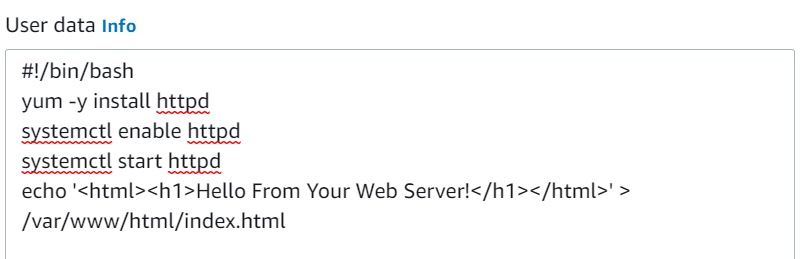 User data Info
#!/bin/bash
yum -y install httpd
systemctl enable httpd
systemctl start httpd
echo '<html><h1>Hello From Your Web Server!</h1></html>' >
/var/www/html/index.html